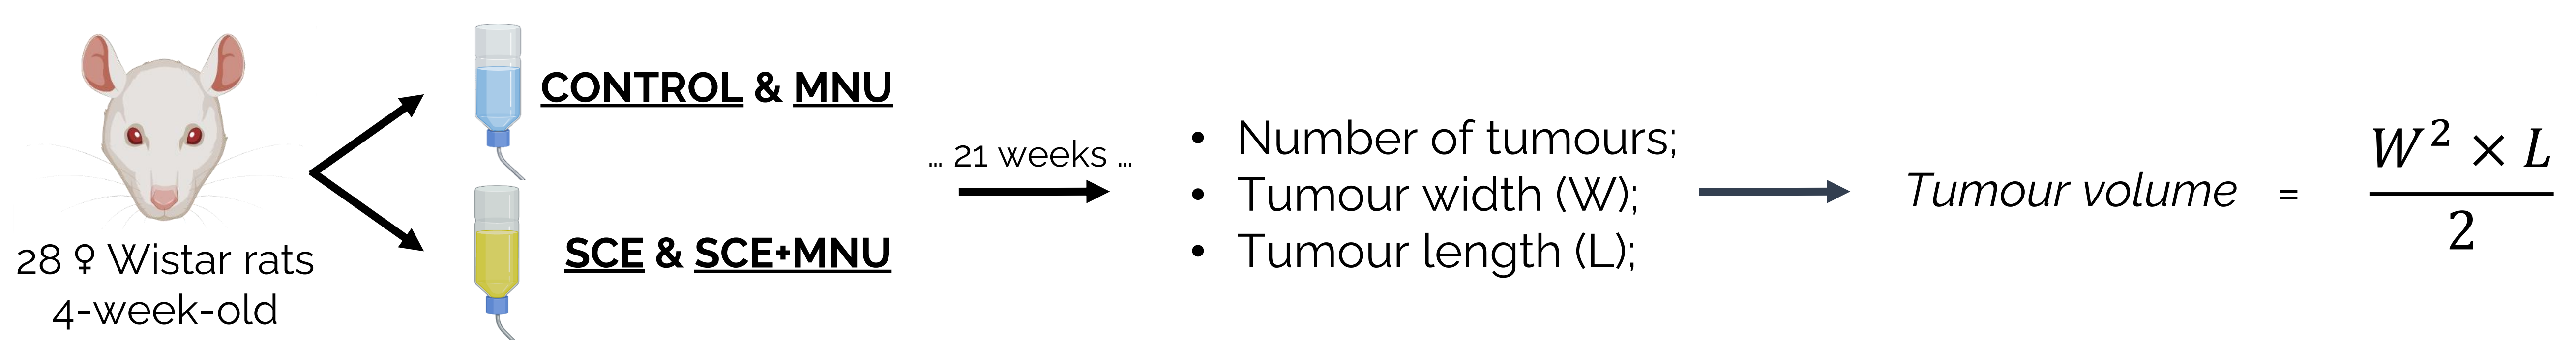 28 ♀ Wistar rats
4-week-old
CONTROL & MNU
SCE & SCE+MNU
... 21 weeks ...
• Number of tumours;
• Tumour width (W);
• Tumour length (L);
Tumour volume = 
W² × L
2